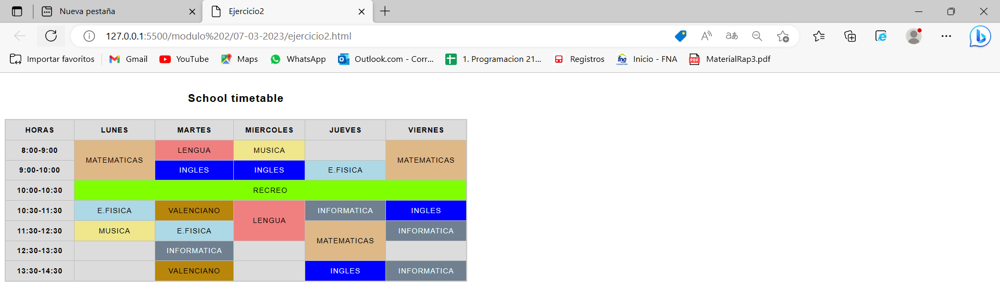 Nueva pestaña
Ejercicio2
127.0.0.1:5500/modulo%202/07-03-2023/ejercicio2.html
Importar favoritos Gmail YouTube Maps WhatsApp Outlook.com - Corr... 1. Programacion 21... Registros Inicio - FNA MaterialRap3.pdf
School timetable
HORAS LUNES MARTES MIERCOLES JUEVES VIERNES
8:00-9:00 MATEMATICAS LENGUA MUSICA MATEMATICAS
9:00-10:00 INGLES INGLES E.FISICA
10:00-10:30 RECREO
10:30-11:30 E.FISICA VALENCIANO LENGUA INFORMATICA INGLES
11:30-12:30 MUSICA E.FISICA MATEMATICAS INFORMATICA
12:30-13:30 INFORMATICA
13:30-14:30 VALENCIANO INGLES INFORMATICA